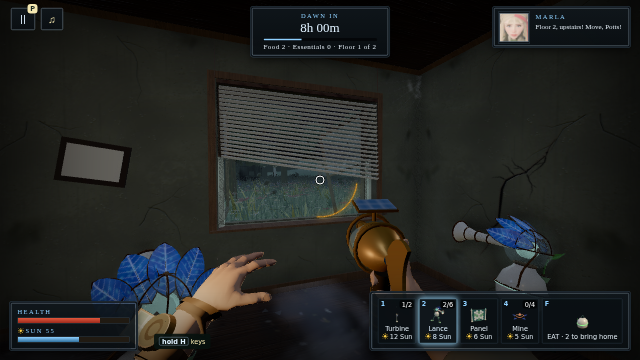 P
DAWN IN
8h 00m
Food 2 · Essentials 0 · Floor 1 of 2
MARLA
Floor 2, upstairs! Move, Potts!
HEALTH
SUN 55
hold H keys
1 1/2
Turbine
12 Sun
2 2/6
Lance
8 Sun
3
Panel
6 Sun
4 0/4
Mine
5 Sun
F
EAT · 2 to bring home